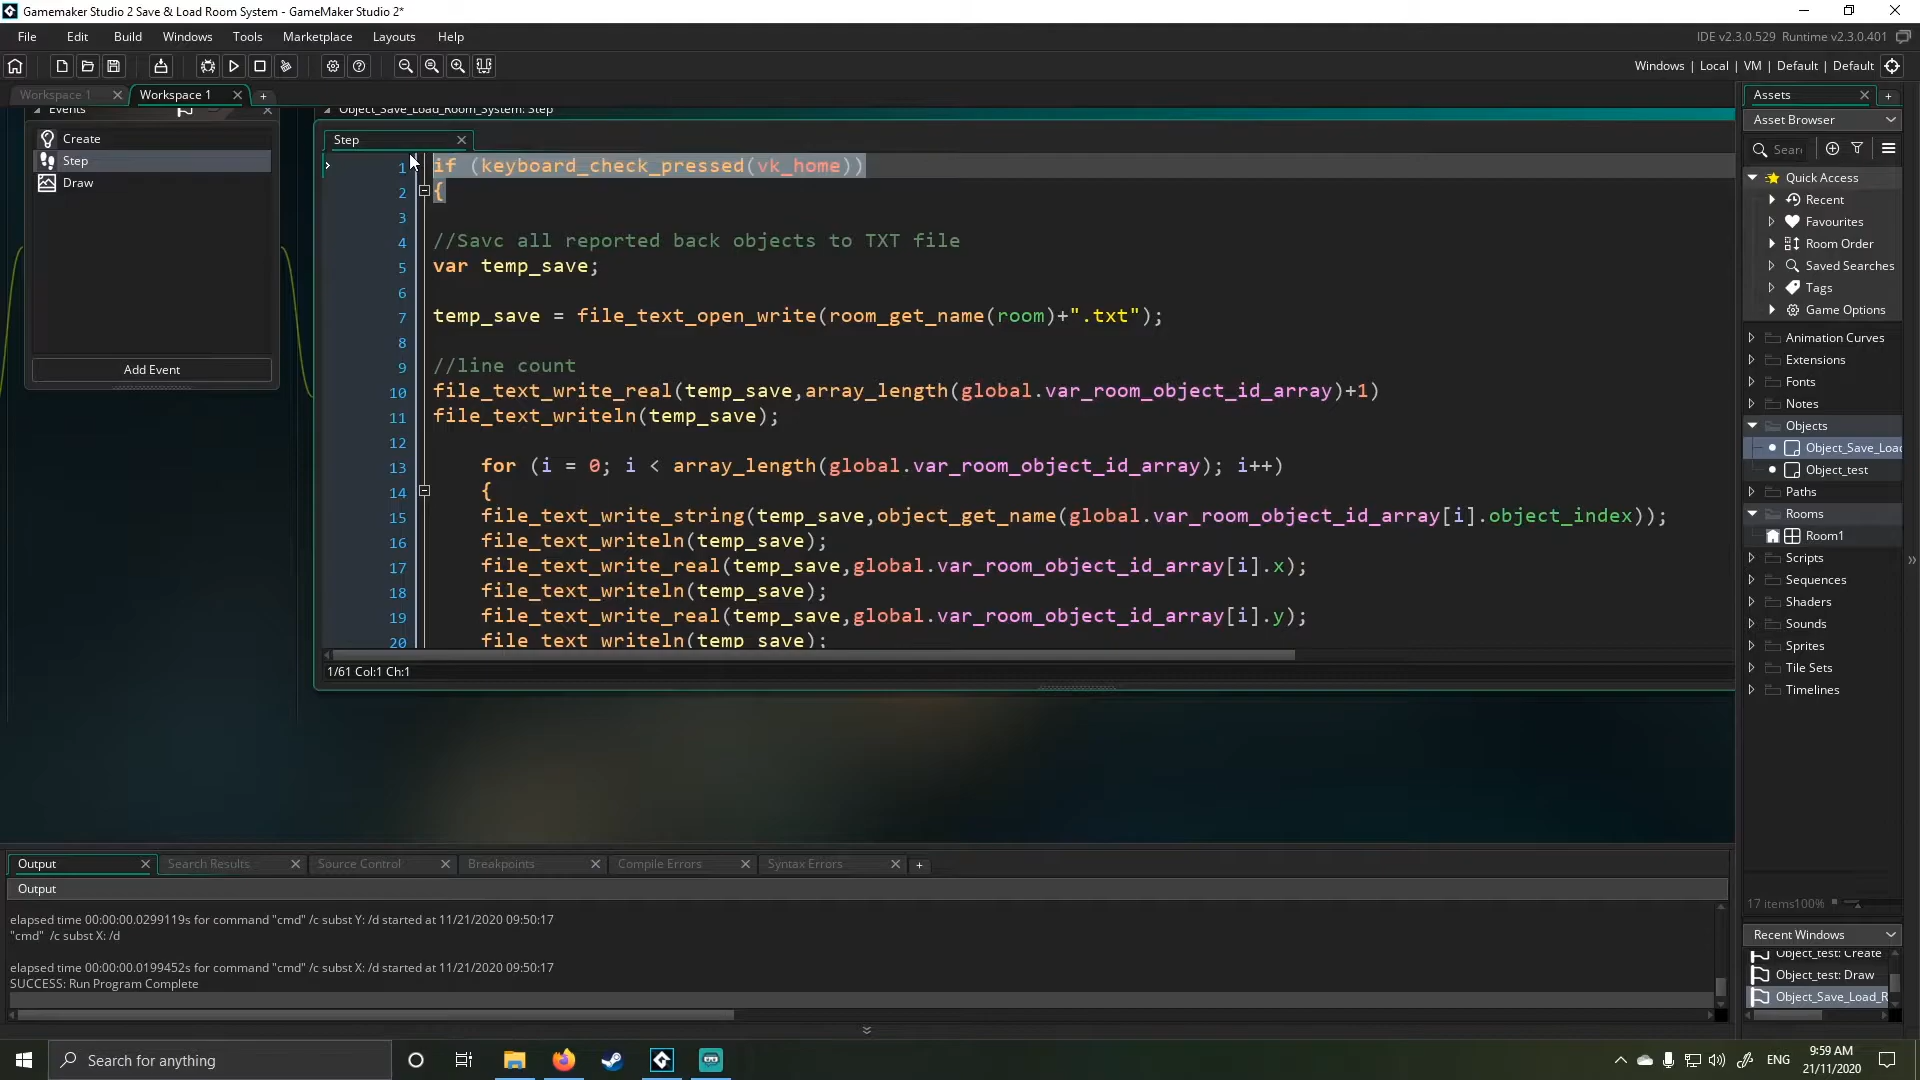 Gamemaker Studio 2 Save & Load Room System - GameMaker Studio 2*
File Edit Build Windows Tools Marketplace Layouts Help
IDE v2.3.0.529 Runtime v2.3.0.401
Windows | Local | VM | Default | Default
Workspace 1
Workspace 1
Events
Create
Step
Draw
Add Event
Object_Save_Load_Room_System: Step
Step
1 if (keyboard_check_pressed(vk_home))
2 {
3
4 //Savc all reported back objects to TXT file
5 var temp_save;
6
7 temp_save = file_text_open_write(room_get_name(room)+".txt");
8
9 //line count
10 file_text_write_real(temp_save,array_length(global.var_room_object_id_array)+1)
11 file_text_writeln(temp_save);
12
13 for (i = 0; i < array_length(global.var_room_object_id_array); i++)
14 {
15 file_text_write_string(temp_save,object_get_name(global.var_room_object_id_array[i].object_index));
16 file_text_writeln(temp_save);
17 file_text_write_real(temp_save,global.var_room_object_id_array[i].x);
18 file_text_writeln(temp_save);
19 file_text_write_real(temp_save,global.var_room_object_id_array[i].y);
20 file_text_writeln(temp_save);
1/61 Col:1 Ch:1
Assets
Asset Browser
Searc
Quick Access
Recent
Favourites
Room Order
Saved Searches
Tags
Game Options
Animation Curves
Extensions
Fonts
Notes
Objects
Object_Save_Load
Object_test
Paths
Rooms
Room1
Scripts
Sequences
Shaders
Sounds
Sprites
Tile Sets
Timelines
17 items 100%
Recent Windows
Object_test: Create
Object_test: Draw
Object_Save_Load_R
Output Search Results Source Control Breakpoints Compile Errors Syntax Errors
Output
elapsed time 00:00:00.0299119s for command "cmd" /c subst Y: /d started at 11/21/2020 09:50:17
"cmd" /c subst X: /d
elapsed time 00:00:00.0199452s for command "cmd" /c subst X: /d started at 11/21/2020 09:50:17
SUCCESS: Run Program Complete
Search for anything
ENG
9:59 AM
21/11/2020